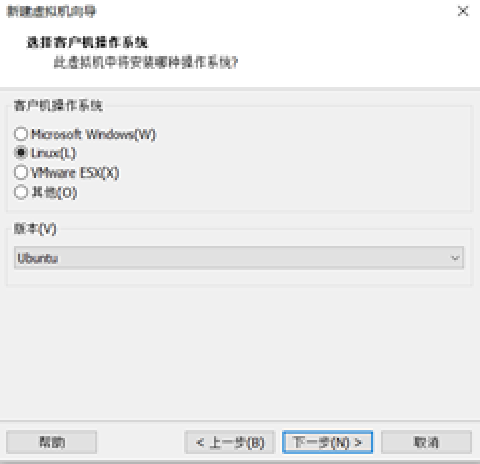 新建虚拟机向导
选择客户机操作系统
此虚拟机中将安装哪种操作系统?
客户机操作系统
Microsoft Windows(W)
Linux(L)
VMware ESX(X)
其他(O)
版本(V)
Ubuntu
帮助
< 上一步(B)
下一步(N) >
取消